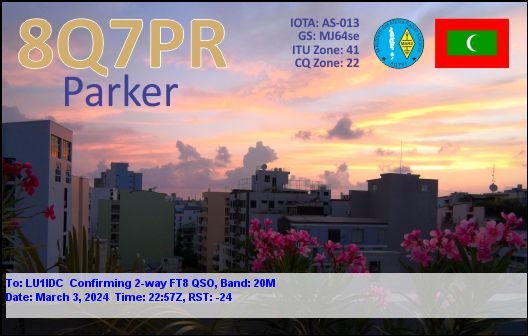 8Q7PR
Parker
IOTA: AS-013
GS: MJ64se
ITU Zone: 41
CQ Zone: 22
To: LU1IDC Confirming 2-way FT8 QSO, Band: 20M
Date: March 3, 2024 Time: 22:57Z, RST: -24